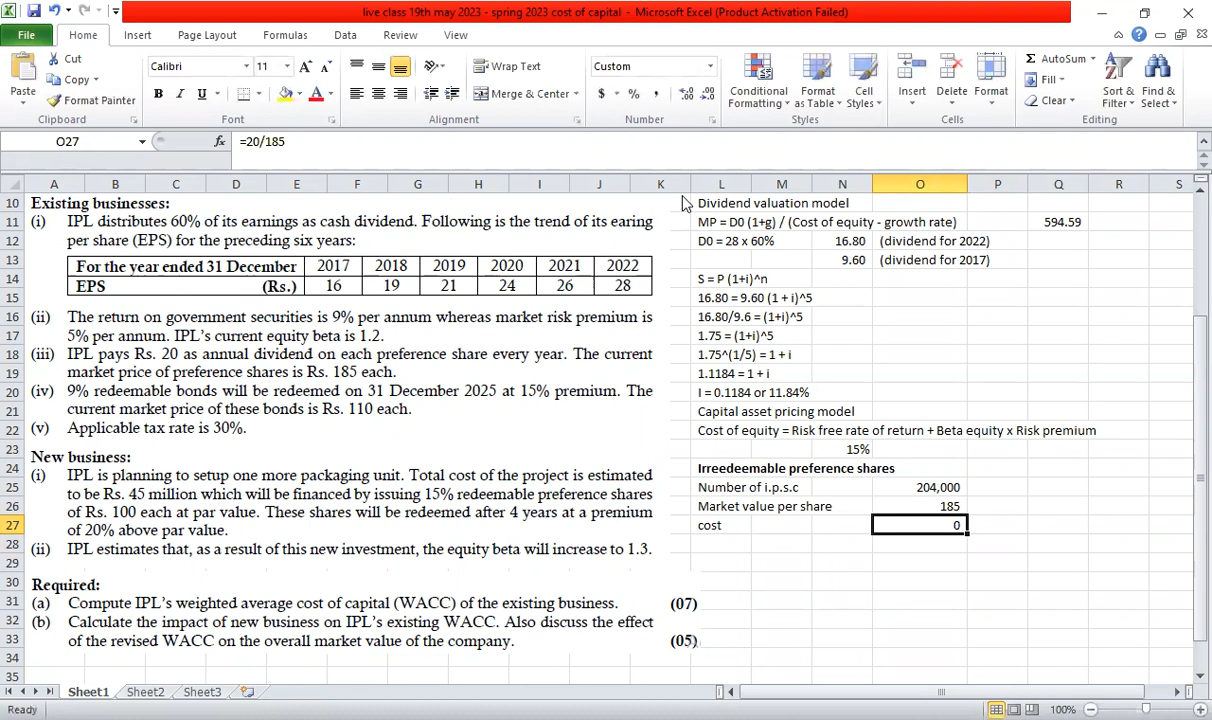 live class 19th may 2023 - spring 2023 cost of capital - Microsoft Excel (Product Activation Failed)
File Home Insert Page Layout Formulas Data Review View
Paste Cut Copy Format Painter Clipboard
Calibri 11 A A B I U A Font
Wrap Text Merge & Center Alignment
Custom $ % , Number
Conditional Formatting Format as Table Cell Styles Styles
Insert Delete Format Cells
AutoSum Fill Clear Sort & Filter Find & Select Editing
O27 fx =20/185
A B C D E F G H I J K L M N O P Q R S
10 Existing businesses:
11 (i) IPL distributes 60% of its earnings as cash dividend. Following is the trend of its earing
12 per share (EPS) for the preceding six years:
13 For the year ended 31 December 2017 2018 2019 2020 2021 2022
14
15 EPS (Rs.) 16 19 21 24 26 28
16 (ii) The return on government securities is 9% per annum whereas market risk premium is
17 5% per annum. IPL's current equity beta is 1.2.
18 (iii) IPL pays Rs. 20 as annual dividend on each preference share every year. The current
19 market price of preference shares is Rs. 185 each.
20 (iv) 9% redeemable bonds will be redeemed on 31 December 2025 at 15% premium. The
21 current market price of these bonds is Rs. 110 each.
22 (v) Applicable tax rate is 30%.
23 New business:
24 (i) IPL is planning to setup one more packaging unit. Total cost of the project is estimated
25 to be Rs. 45 million which will be financed by issuing 15% redeemable preference shares
26 of Rs. 100 each at par value. These shares will be redeemed after 4 years at a premium
27 of 20% above par value.
28 (ii) IPL estimates that, as a result of this new investment, the equity beta will increase to 1.3.
29
30 Required:
31 (a) Compute IPL's weighted average cost of capital (WACC) of the existing business. (07)
32 (b) Calculate the impact of new business on IPL's existing WACC. Also discuss the effect
33 of the revised WACC on the overall market value of the company. (05)
34
35
Dividend valuation model
MP = D0 (1+g) / (Cost of equity - growth rate) 594.59
D0 = 28 x 60% 16.80 (dividend for 2022)
9.60 (dividend for 2017)
S = P (1+i)^n
16.80 = 9.60 (1 + i)^5
16.80/9.6 = (1+i)^5
1.75 = (1+i)^5
1.75^(1/5) = 1 + i
1.1184 = 1 + i
I = 0.1184 or 11.84%
Capital asset pricing model
Cost of equity = Risk free rate of return + Beta equity x Risk premium
15%
Irreedeemable preference shares
Number of i.p.s.c 204,000
Market value per share 185
cost 0
Sheet1 Sheet2 Sheet3
Ready 100%